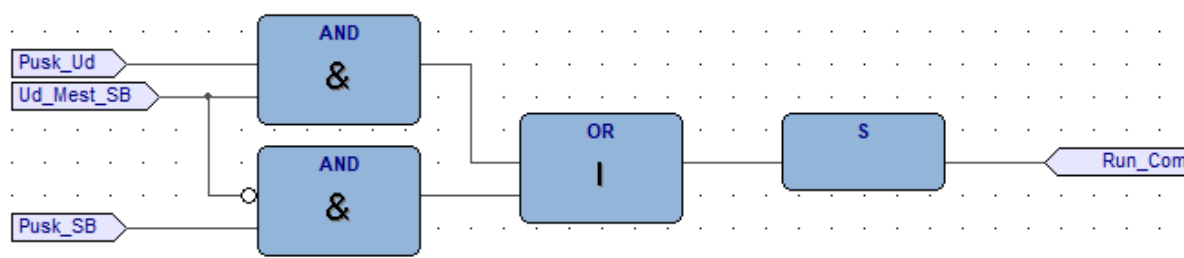 AND
Pusk_Ud
&
Ud_Mest_SB
OR
S
AND
I
Run_Com
&
Pusk_SB